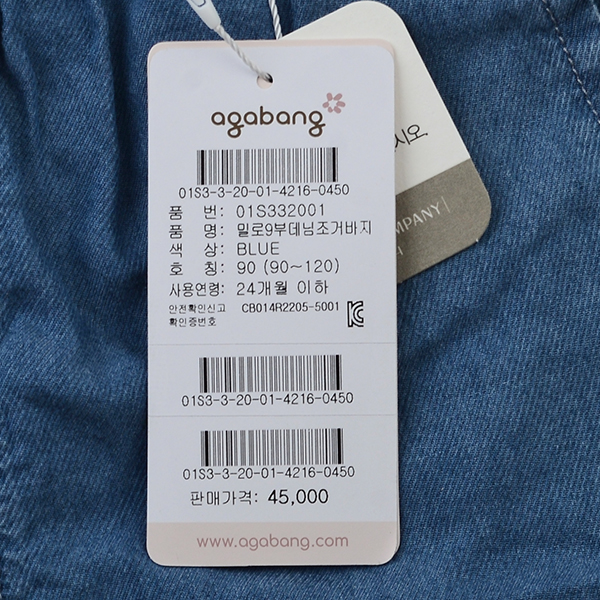 agabang
01S3-3-20-01-4216-0450
품 번: 01S332001
품 명: 밀로9부데님조거바지
색 상: BLUE
호 칭: 90 (90~120)
사용연령: 24개월 이하
안전확인신고 CB014R2205-5001
확인증번호
01S3-3-20-01-4216-0450
01S3-3-20-01-4216-0450
판매가격: 45,000
www.agabang.com
시오